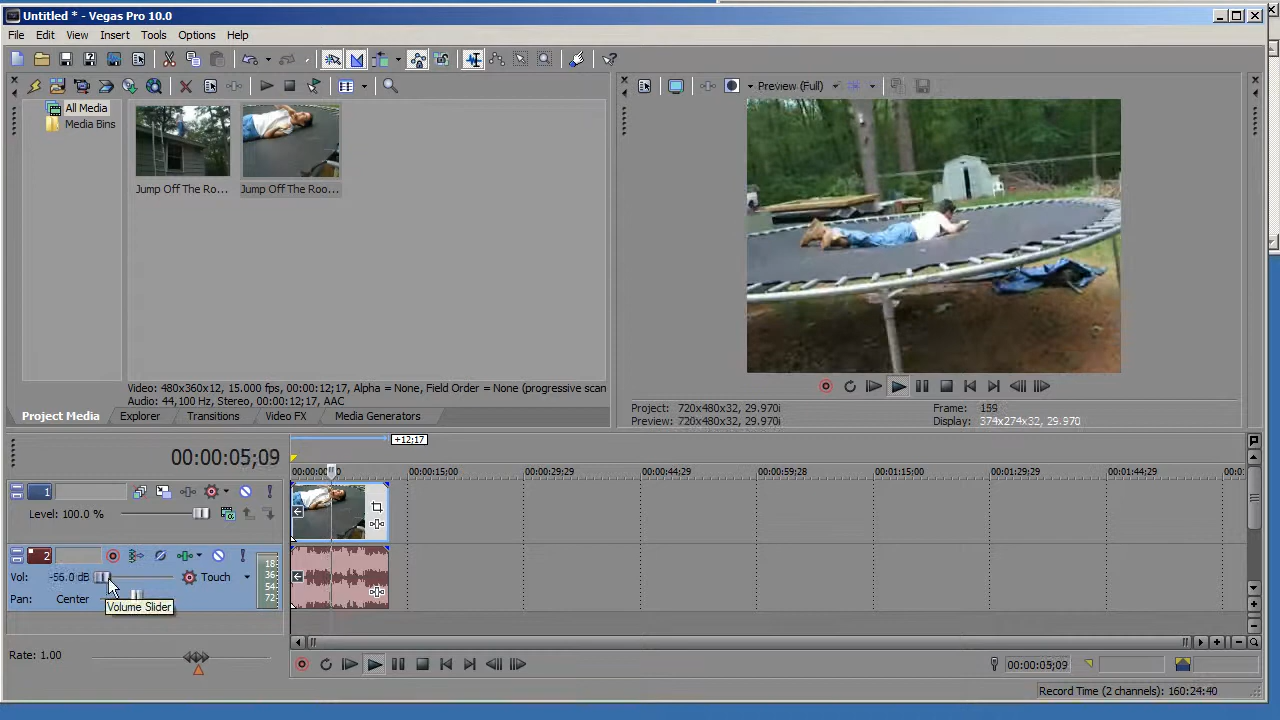 Untitled * - Vegas Pro 10.0
File Edit View Insert Tools Options Help
Preview (Full)
All Media
Media Bins
Jump Off The Ro...
Jump Off The Roo...
Video: 480x360x12, 15.000 fps, 00:00:12;17, Alpha = None, Field Order = None (progressive scan
Audio: 44,100 Hz, Stereo, 00:00:12;17, AAC
Project Media Explorer Transitions Video FX Media Generators
Project: 720x480x32, 29.970i
Preview: 720x480x32, 29.970i
Frame: 159
Display: 374x274x32, 29.970
+12;17
00:00:05;09
00:00:15;00 00:00:29;29 00:00:44;29 00:00:59;28 00:01:15;00 00:01:29;29 00:01:44;29
1
Level: 100.0 %
2
Vol: -56.0 dB Touch
Pan: Center
18
36
54
72
Volume Slider
Rate: 1.00
00:00:05;09
Record Time (2 channels): 160:24:40